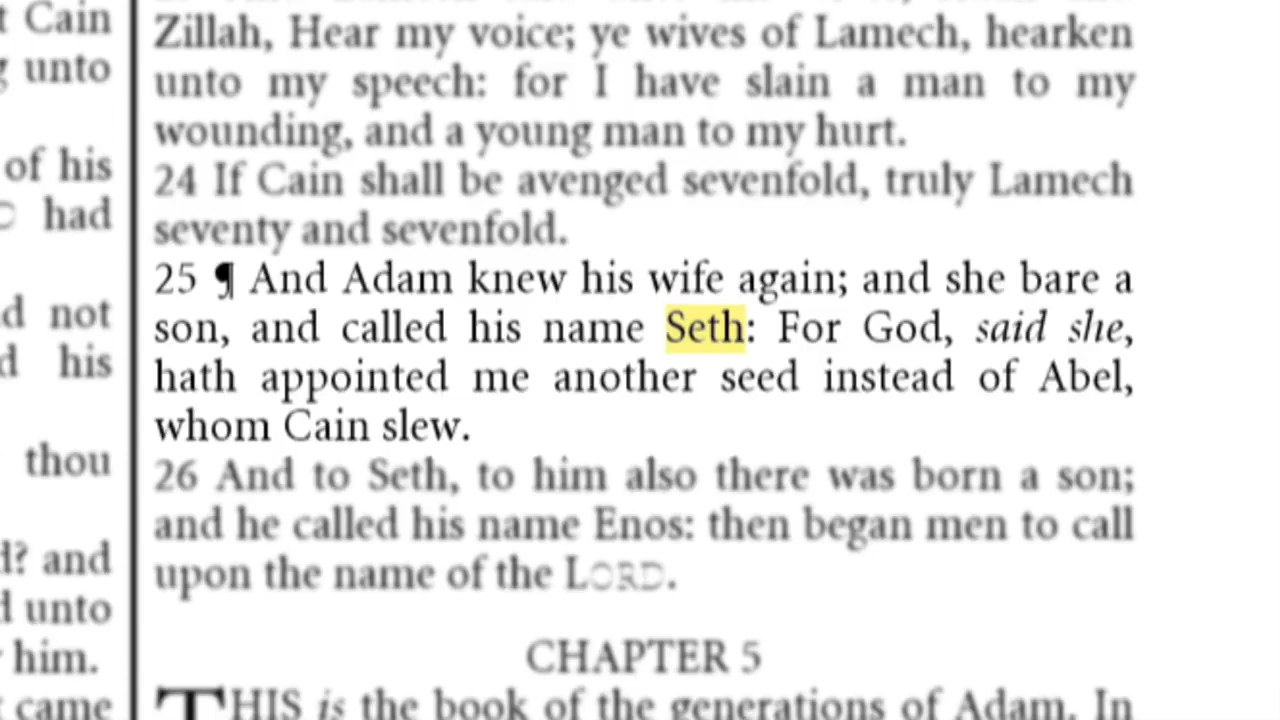 t Cain
unto
of his
had
d not
d his
thou
d? and
d unto
him.
came
Zillah, Hear my voice; ye wives of Lamech, hearken
unto my speech: for I have slain a man to my
wounding, and a young man to my hurt.
24 If Cain shall be avenged sevenfold, truly Lamech
seventy and sevenfold.
25 ¶ And Adam knew his wife again; and she bare a
son, and called his name Seth: For God, said she,
hath appointed me another seed instead of Abel,
whom Cain slew.
26 And to Seth, to him also there was born a son;
and he called his name Enos: then began men to call
upon the name of the LORD.
CHAPTER 5
THIS is the book of the generations of Adam. In